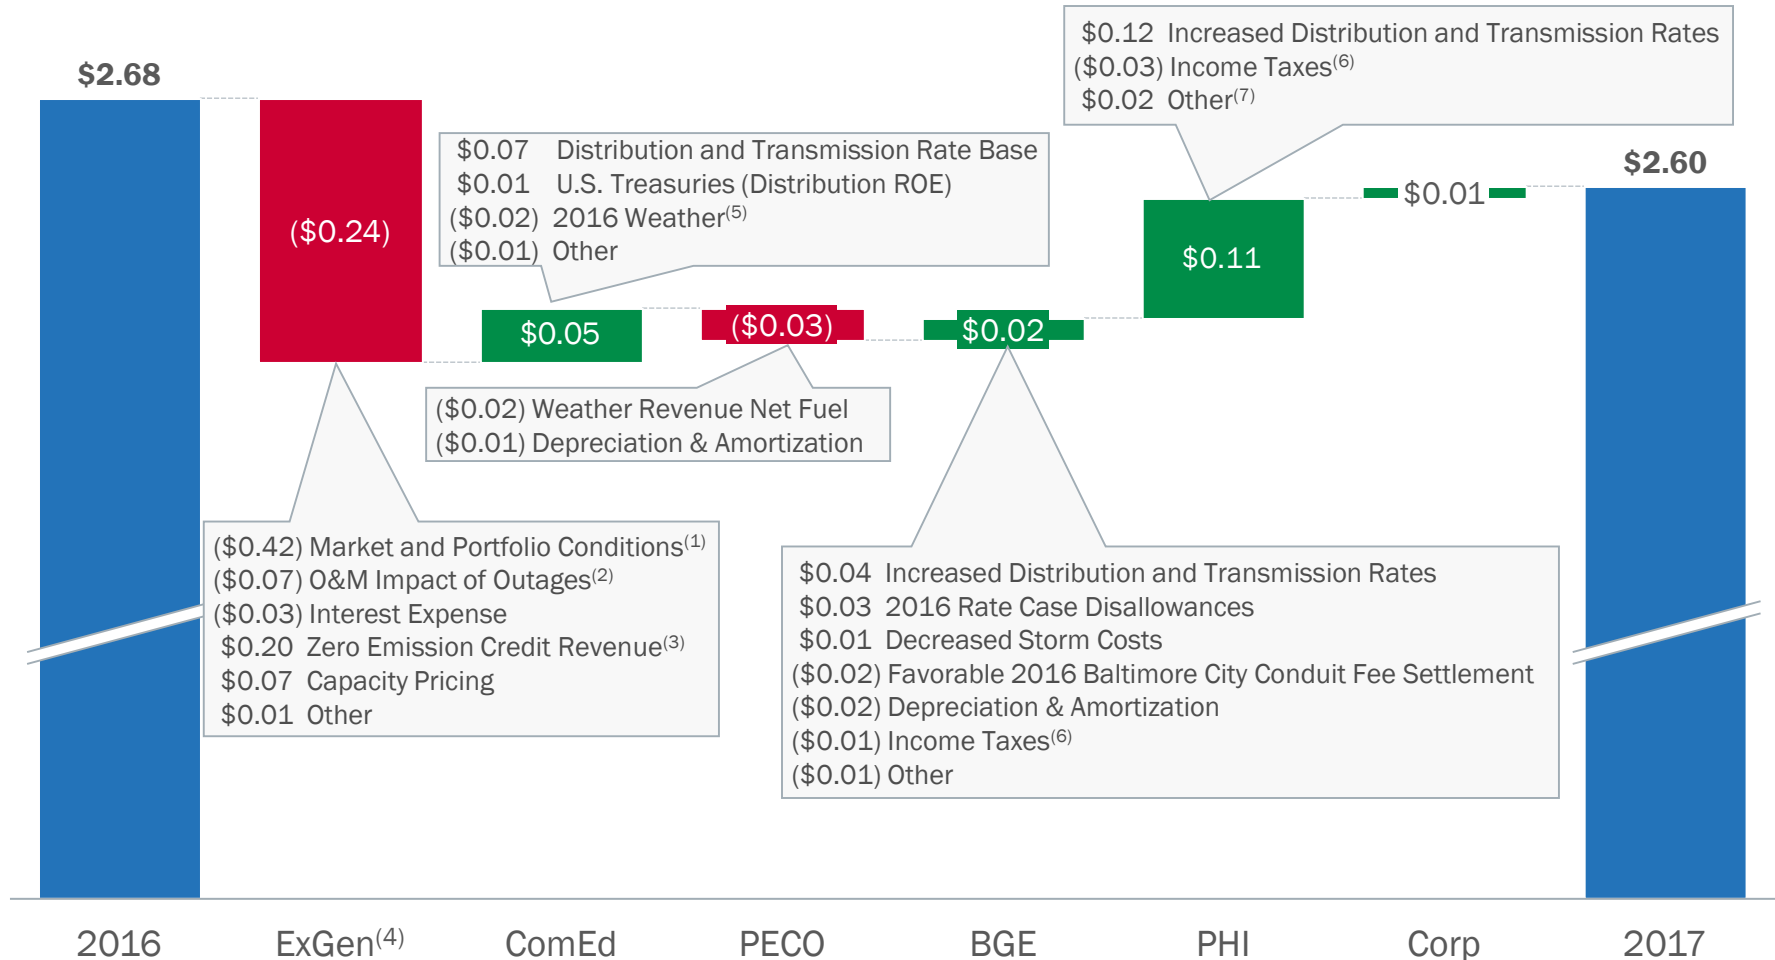 $2.68
($0.24)
$0.07 Distribution and Transmission Rate Base
$0.01 U.S. Treasuries (Distribution ROE)
($0.02) 2016 Weather(5)
($0.01) Other
$0.12 Increased Distribution and Transmission Rates
($0.03) Income Taxes(6)
$0.02 Other(7)
$2.60
$0.01
$0.11
$0.05
($0.03)
$0.02
($0.02) Weather Revenue Net Fuel
($0.01) Depreciation & Amortization
($0.42) Market and Portfolio Conditions(1)
($0.07) O&M Impact of Outages(2)
($0.03) Interest Expense
$0.20 Zero Emission Credit Revenue(3)
$0.07 Capacity Pricing
$0.01 Other
$0.04 Increased Distribution and Transmission Rates
$0.03 2016 Rate Case Disallowances
$0.01 Decreased Storm Costs
($0.02) Favorable 2016 Baltimore City Conduit Fee Settlement
($0.02) Depreciation & Amortization
($0.01) Income Taxes(6)
($0.01) Other
2016 ExGen(4) ComEd PECO BGE PHI Corp 2017